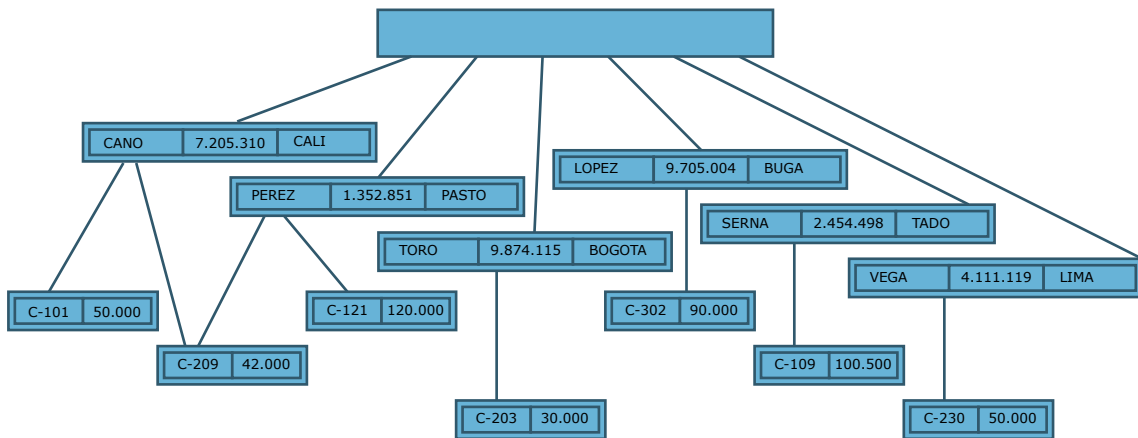 CANO 7.205.310 CALI
LOPEZ 9.705.004 BUGA
PEREZ 1.352.851 PASTO
SERNA 2.454.498 TADO
TORO 9.874.115 BOGOTA
VEGA 4.111.119 LIMA
C-101 50.000
C-121 120.000
C-302 90.000
C-209 42.000
C-109 100.500
C-203 30.000
C-230 50.000